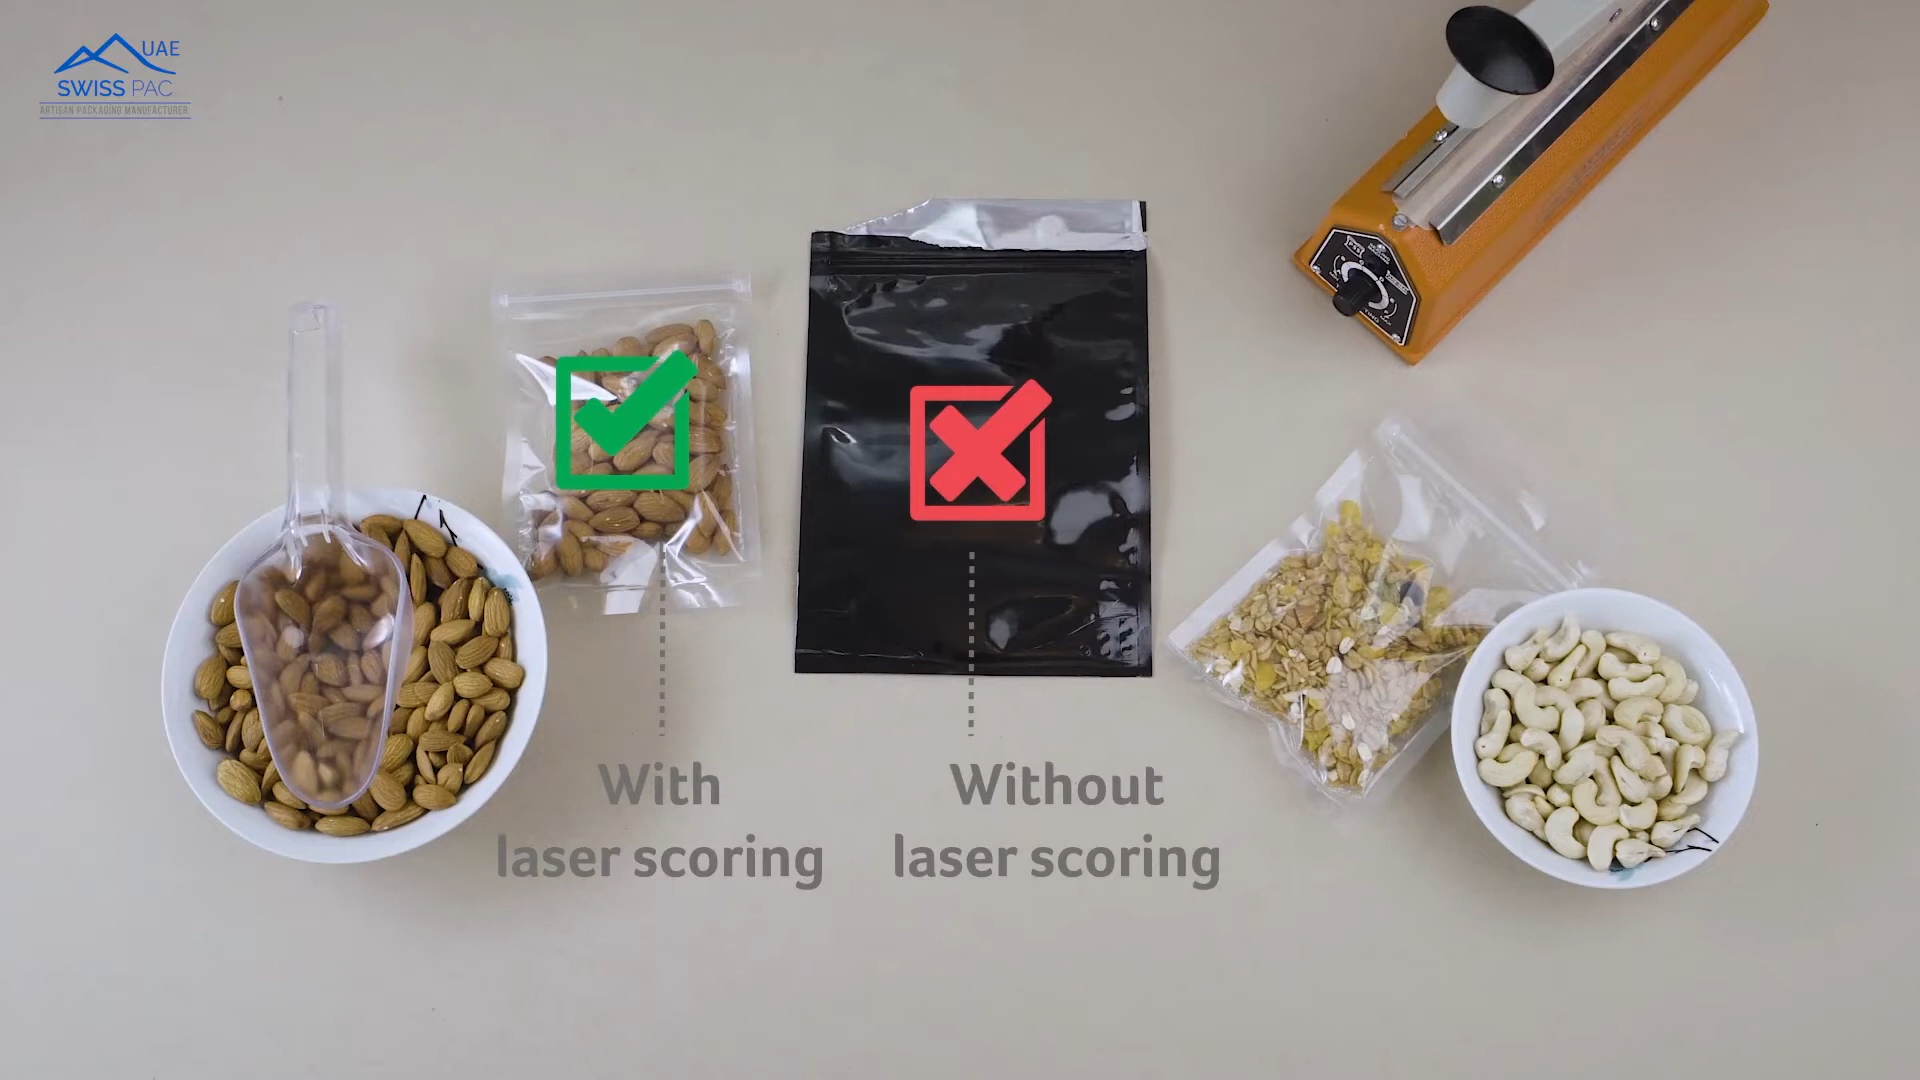 UAE
SWISS PAC
ARTISAN PACKAGING MANUFACTURER
With
laser scoring
Without
laser scoring